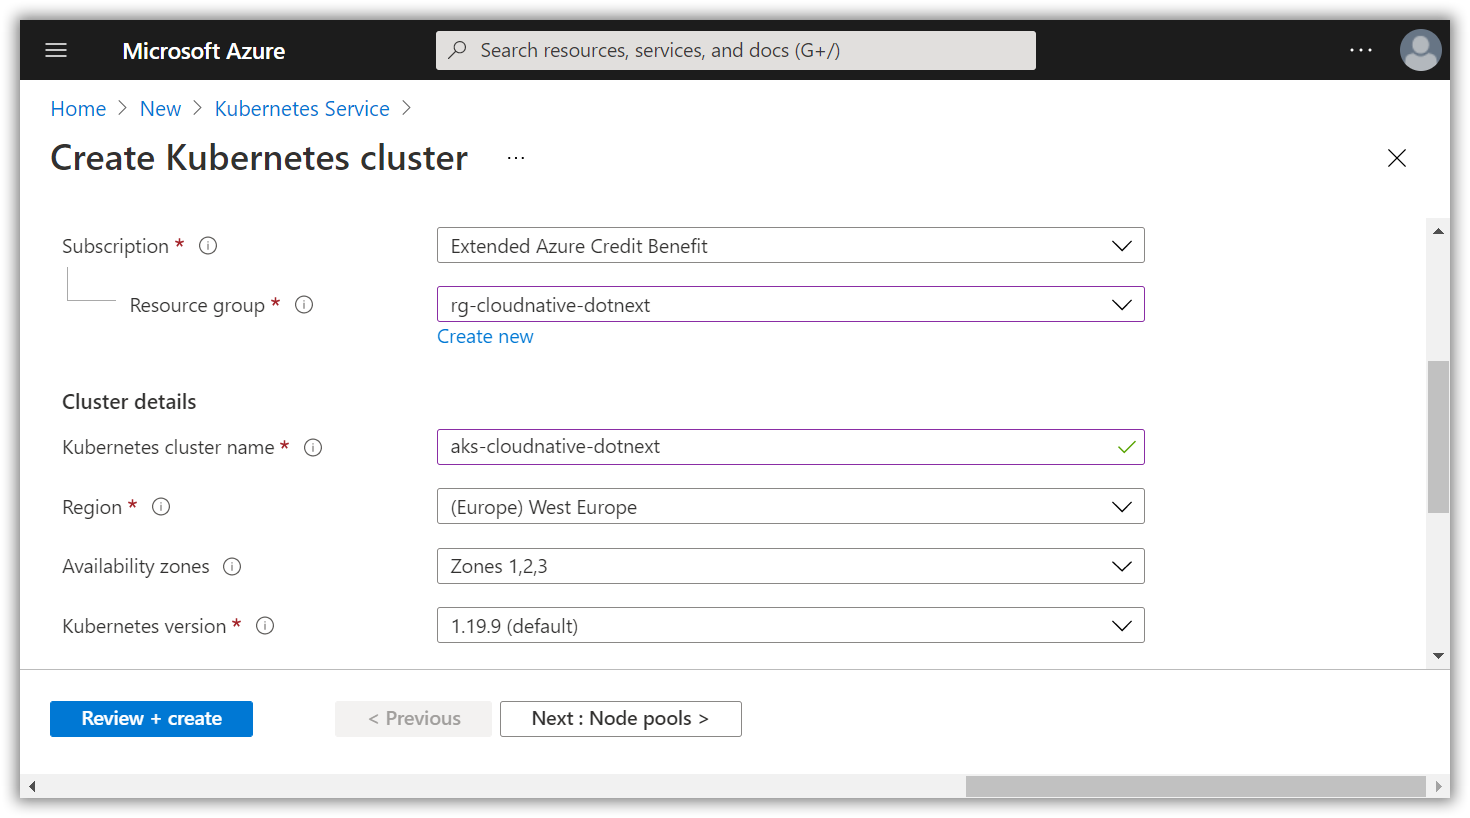 Microsoft Azure
Search resources, services, and docs (G+/)
Home > New > Kubernetes Service >
Create Kubernetes cluster ...
Subscription * Extended Azure Credit Benefit
Resource group * rg-cloudnative-dotnext
Create new
Cluster details
Kubernetes cluster name * aks-cloudnative-dotnext
Region * (Europe) West Europe
Availability zones Zones 1,2,3
Kubernetes version * 1.19.9 (default)
Review + create < Previous Next : Node pools >